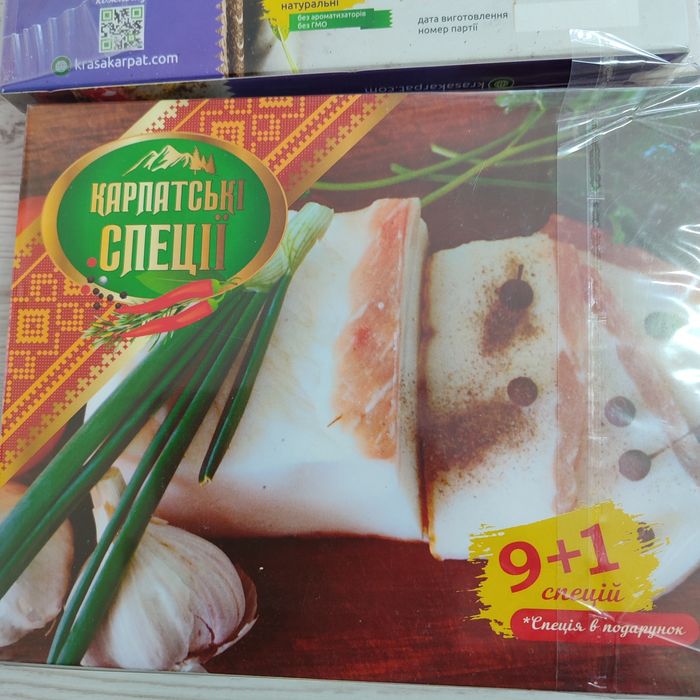 натуральні
без ароматизаторів
без ГМО
дата виготовлення
номер партії
krasakarpat.com
krasakarpat.com
КАРПАТСЬКІ
СПЕЦІЇ
9+1
спецій
*Спеція в подарунок